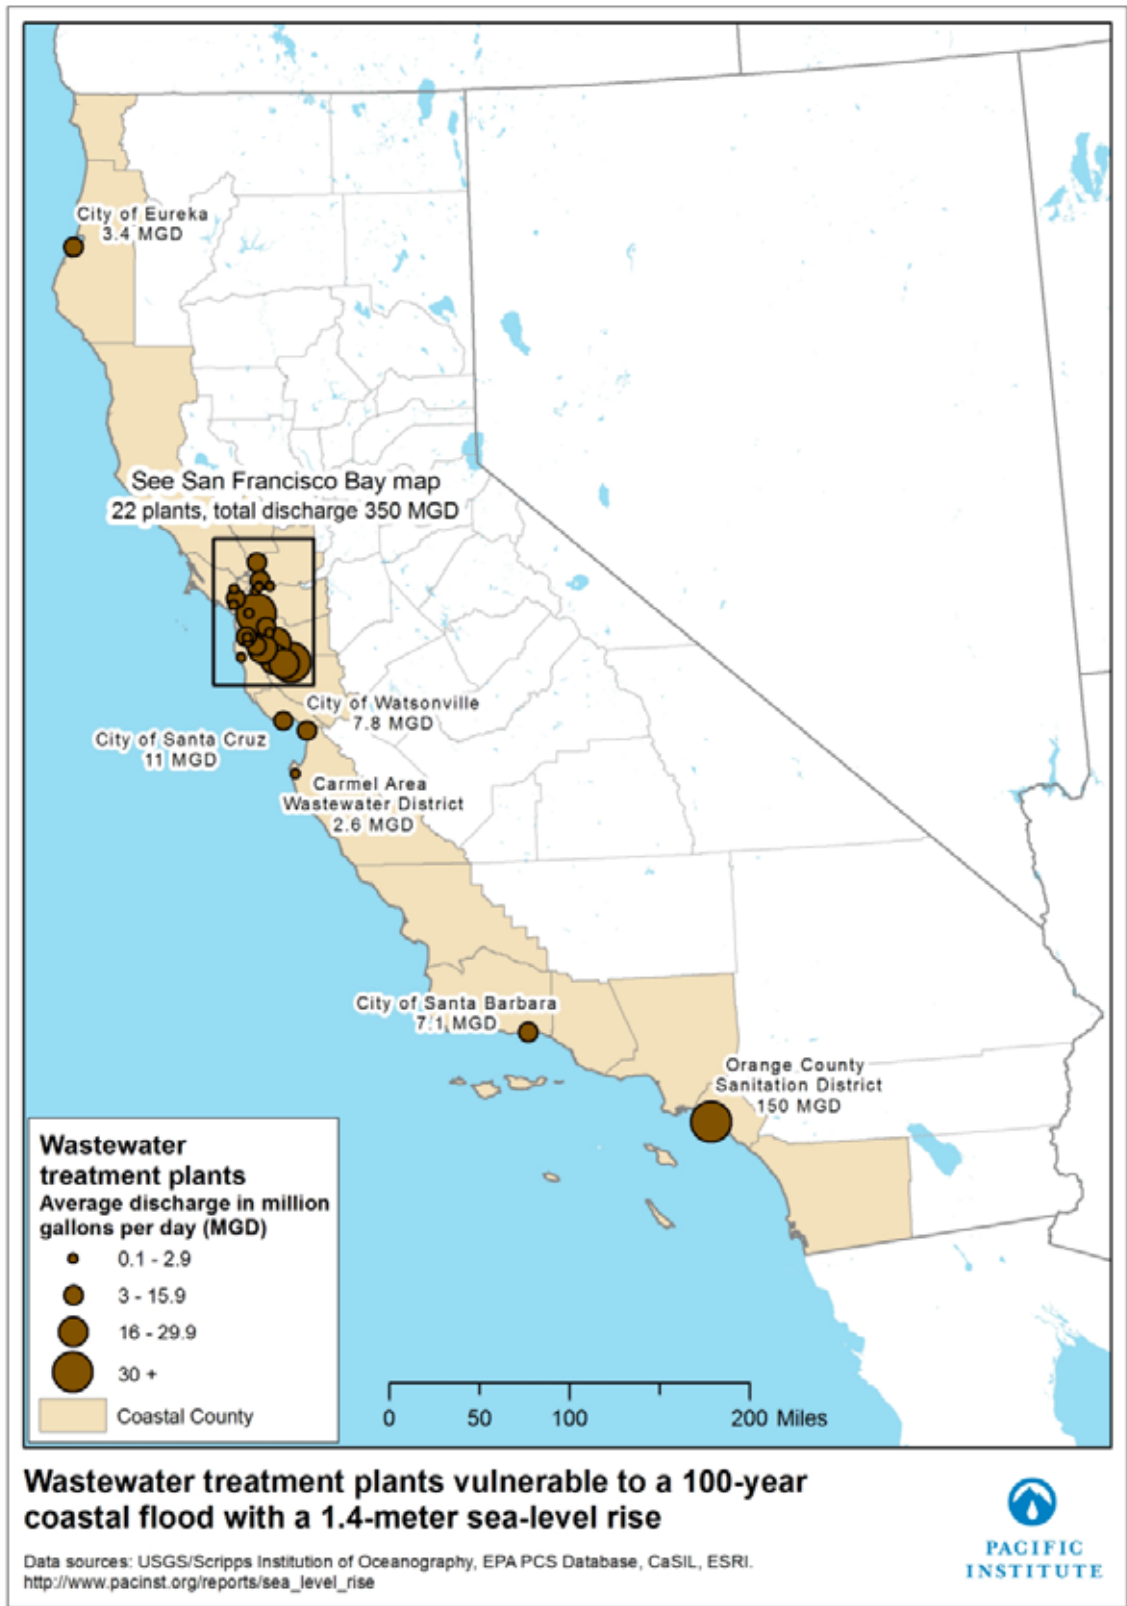 City of Eureka
3.4 MGD
See San Francisco Bay map
22 plants, total discharge 350 MGD
City of Watsonville
7.8 MGD
City of Santa Cruz
11 MGD
Carmel Area
Wastewater District
2.6 MGD
City of Santa Barbara
7.1 MGD
Orange County
Sanitation District
150 MGD
Wastewater
treatment plants
Average discharge in million
gallons per day (MGD)
0.1 - 2.9
3 - 15.9
16 - 29.9
30 +
Coastal County
0 50 100 200 Miles
Wastewater treatment plants vulnerable to a 100-year
coastal flood with a 1.4-meter sea-level rise
Data sources: USGS/Scripps Institution of Oceanography, EPA PCS Database, CaSIL, ESRI.
http://www.pacinst.org/reports/sea_level_rise
PACIFIC
INSTITUTE